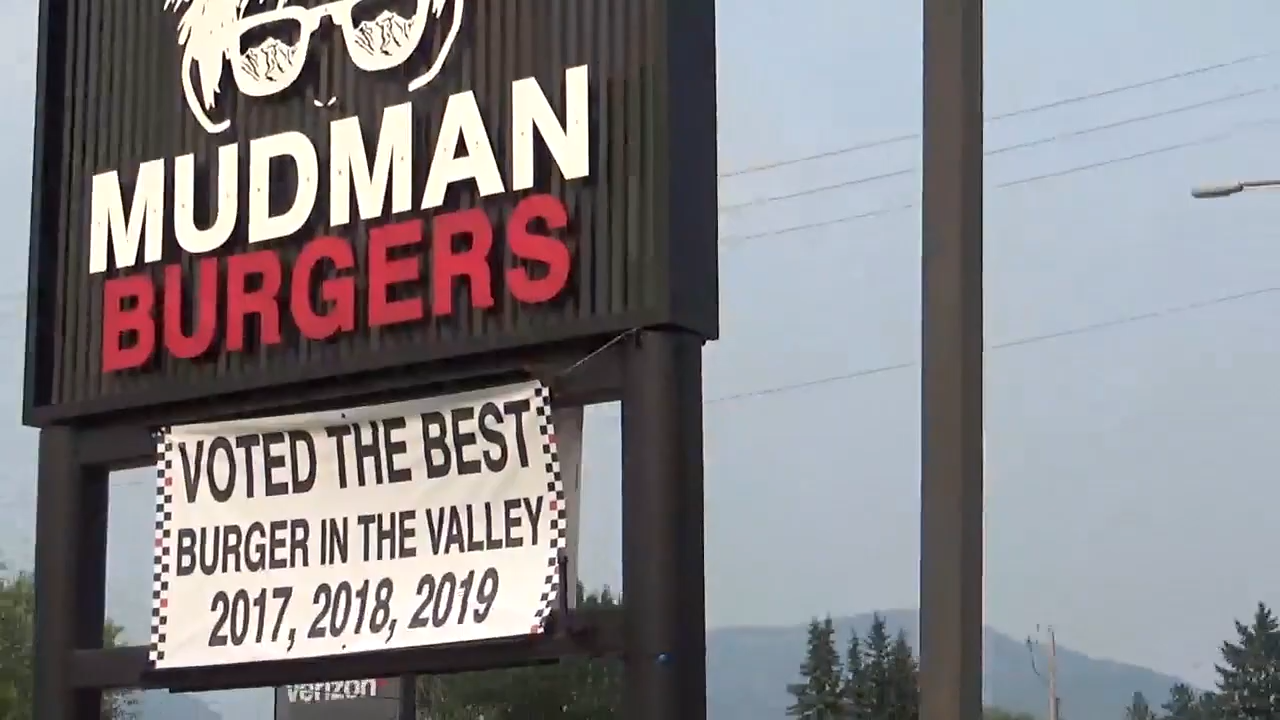 MUDMAN
BURGERS
VOTED THE BEST
BURGER IN THE VALLEY
2017, 2018, 2019
verizon